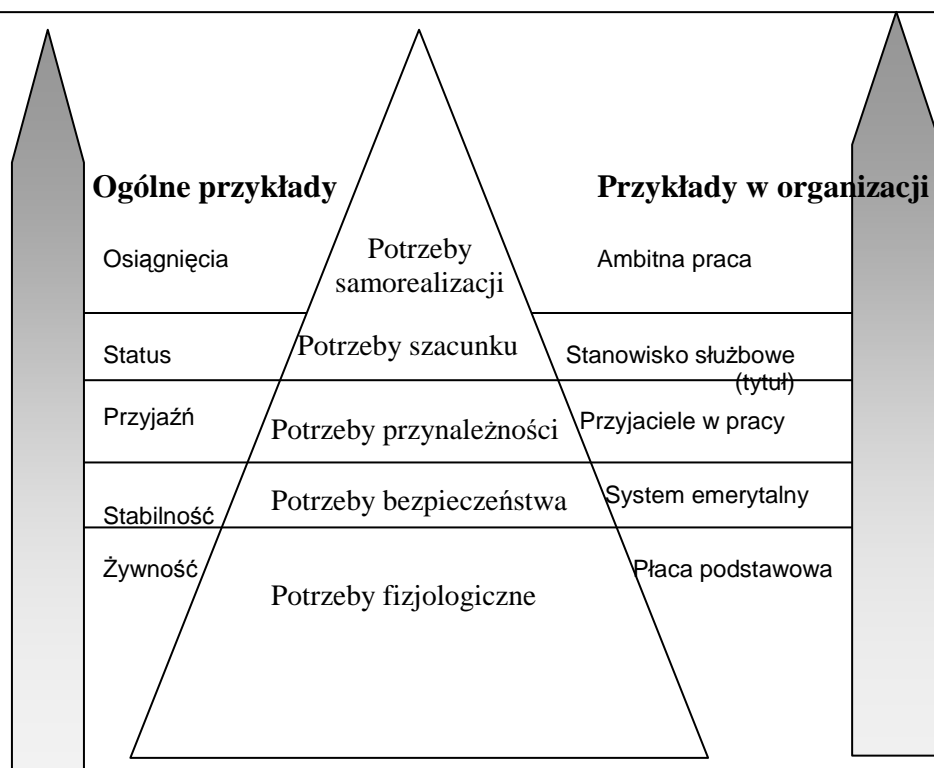 Ogólne przykłady
Przykłady w organizacji
Osiągnięcia
Potrzeby
samorealizacji
Ambitna praca
Status
Potrzeby szacunku
Stanowisko służbowe
(tytuł)
Przyjaźń
Potrzeby przynależności
Przyjaciele w pracy
Stabilność
Potrzeby bezpieczeństwa
System emerytalny
Żywność
Potrzeby fizjologiczne
Płaca podstawowa